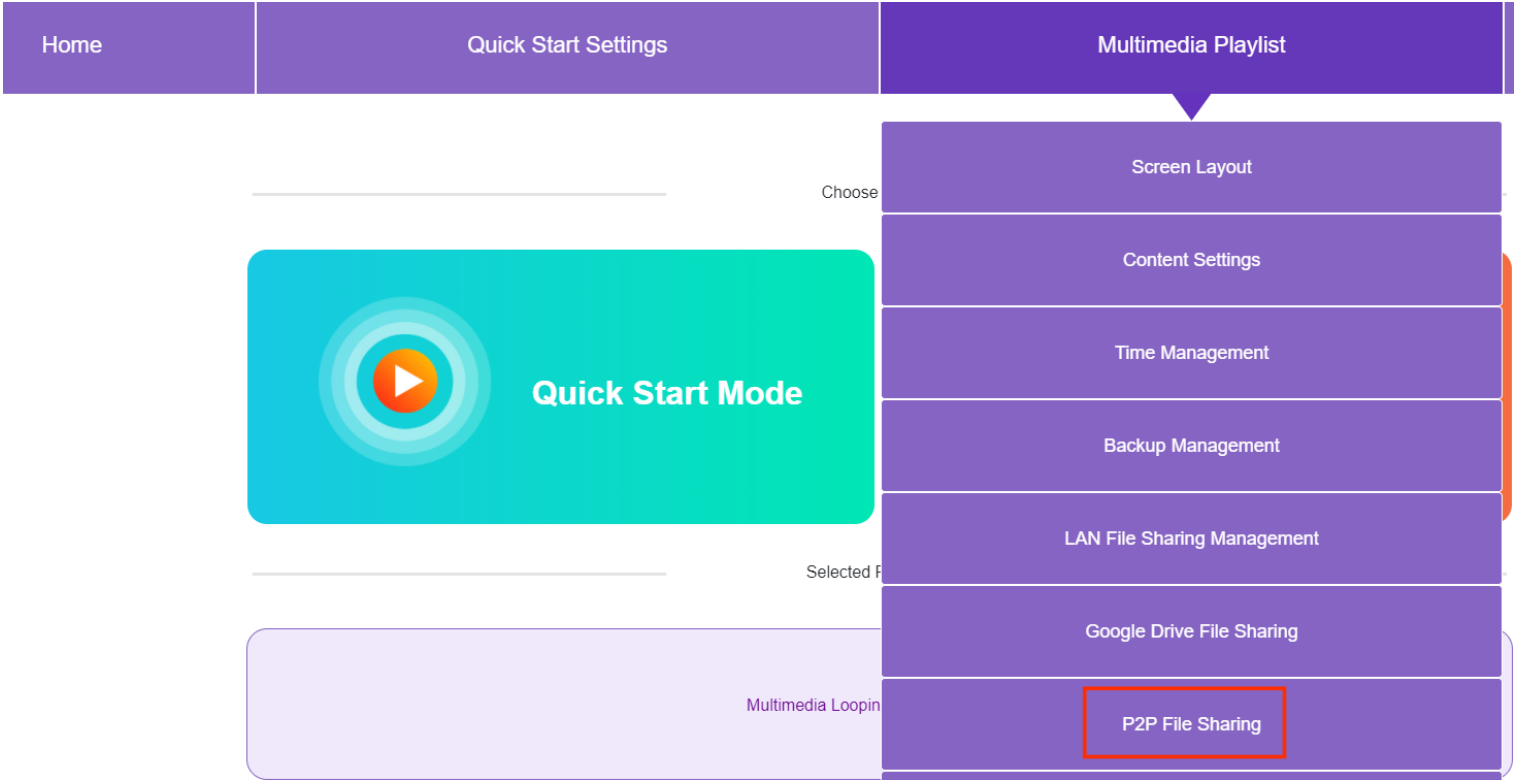 Home
Quick Start Settings
Multimedia Playlist
Screen Layout
Choose
Content Settings
Time Management
Quick Start Mode
Backup Management
LAN File Sharing Management
Selected
Google Drive File Sharing
Multimedia
P2P File Sharing